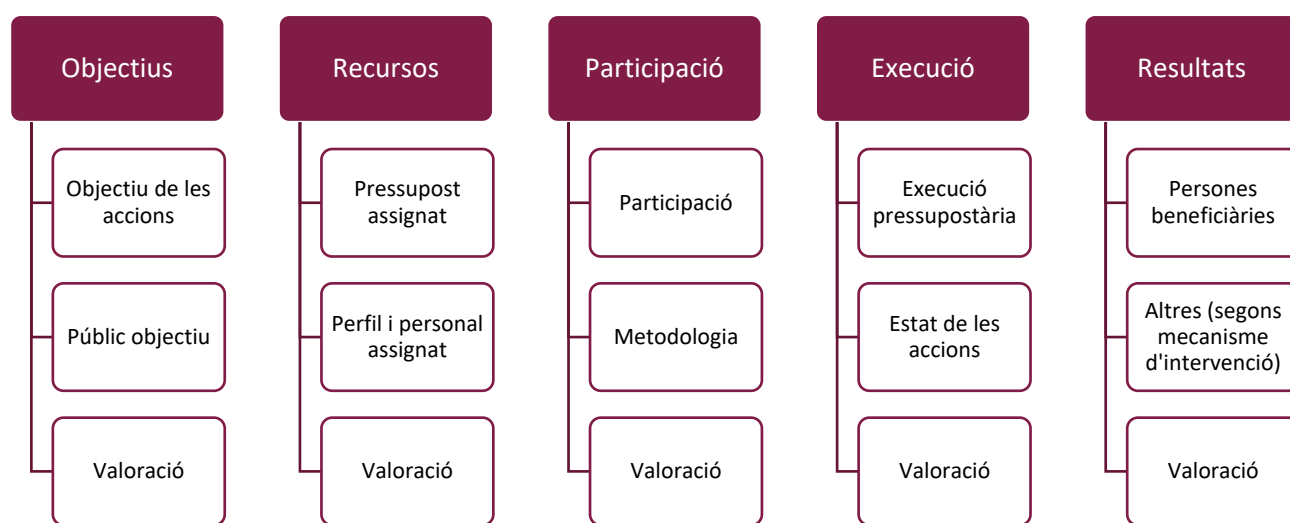 Objectius
Objectiu de les
accions
Públic objectiu
Valoració
Recursos
Pressupost
assignat
Perfil i personal
assignat
Valoració
Participació
Participació
Metodologia
Valoració
Execució
Execució
pressupostària
Estat de les
accions
Valoració
Resultats
Persones
beneficiàries
Altres (segons
mecanisme
d'intervenció)
Valoració